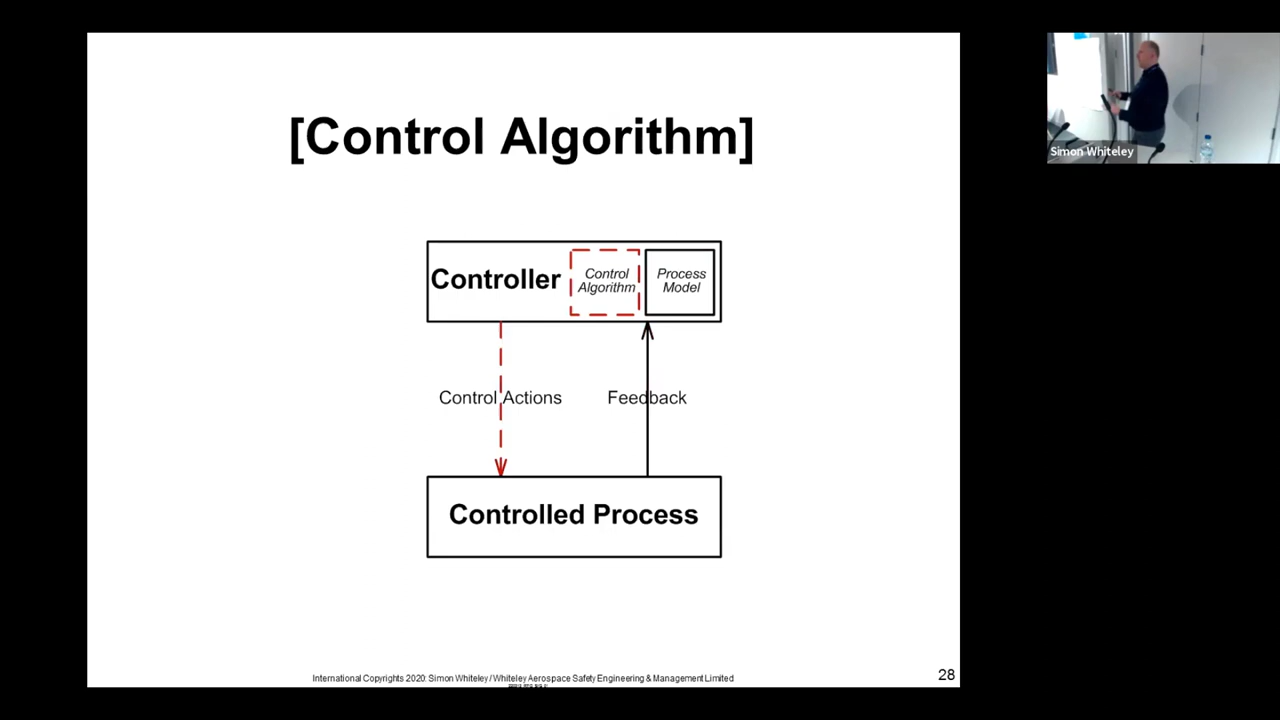 [Control Algorithm]
Controller
Control
Algorithm
Process
Model
Control Actions
Feedback
Controlled Process
International Copyrights 2020: Simon Whiteley / Whiteley Aerospace Safety Engineering & Management Limited
28
Simon Whiteley